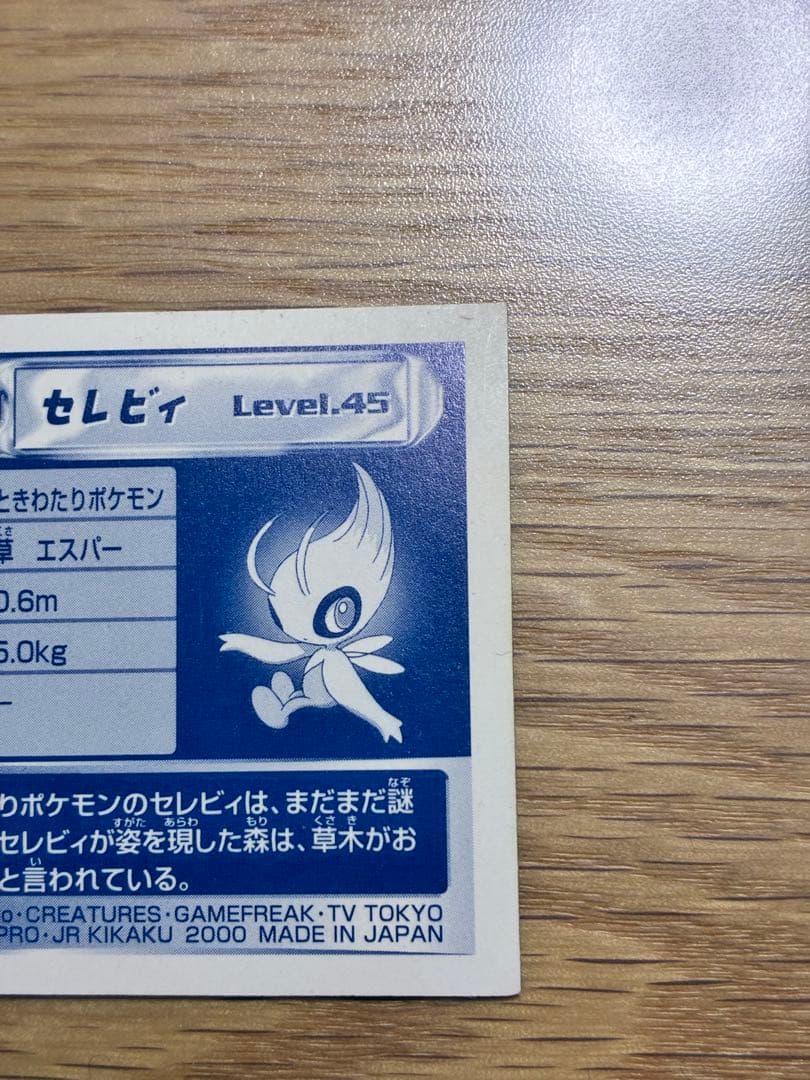 セレビィ Level.45
ときわたりポケモン
草 エスパー
0.6m
5.0kg
ー
りポケモンのセレビィは、まだまだ謎
セレビィが姿を現した森は、草木がお
と言われている。
o・CREATURES・GAMEFREAK・TV TOKYO
PRO・JR KIKAKU 2000 MADE IN JAPAN